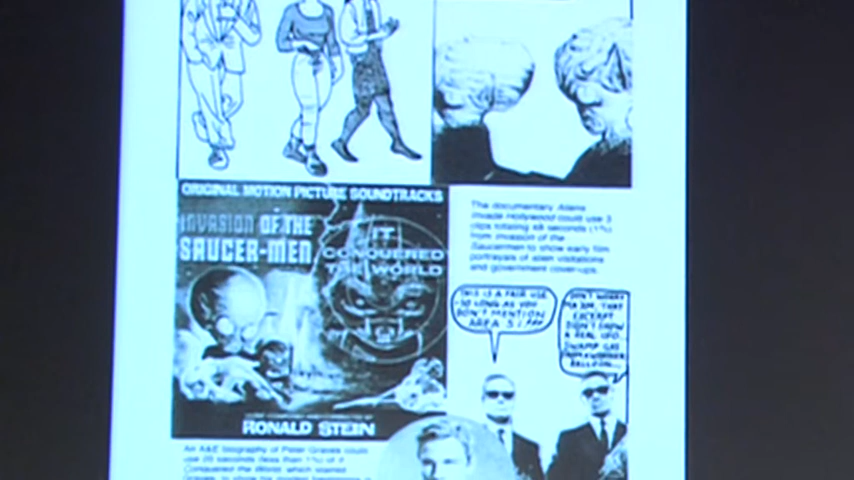 ORIGINAL MOTION PICTURE SOUNDTRACKS
INVASION OF THE
SAUCER-MEN
IT
CONQUERED
THE WORLD
RONALD STEIN
The documentary Aliens
Invade Hollywood could use 3
clips totaling 48 seconds (1%)
from Invasion of the
Saucermen to show early film
portrayals of alien visitations
and government cover-ups.
THIS IS A FAIR USE
-SO LONG AS YOU
DON'T MENTION
AREA 51!
DON'T WORRY
MA'AM, THAT
EXCERPT
DIDN'T SHOW
A REAL UFO.
SWAMP GAS
BALLOON...
An A&E biography of Peter Graves could
use 20 seconds (less than 1%) of It
Conquered the World, which starred
Graves, to show his modest beginnings